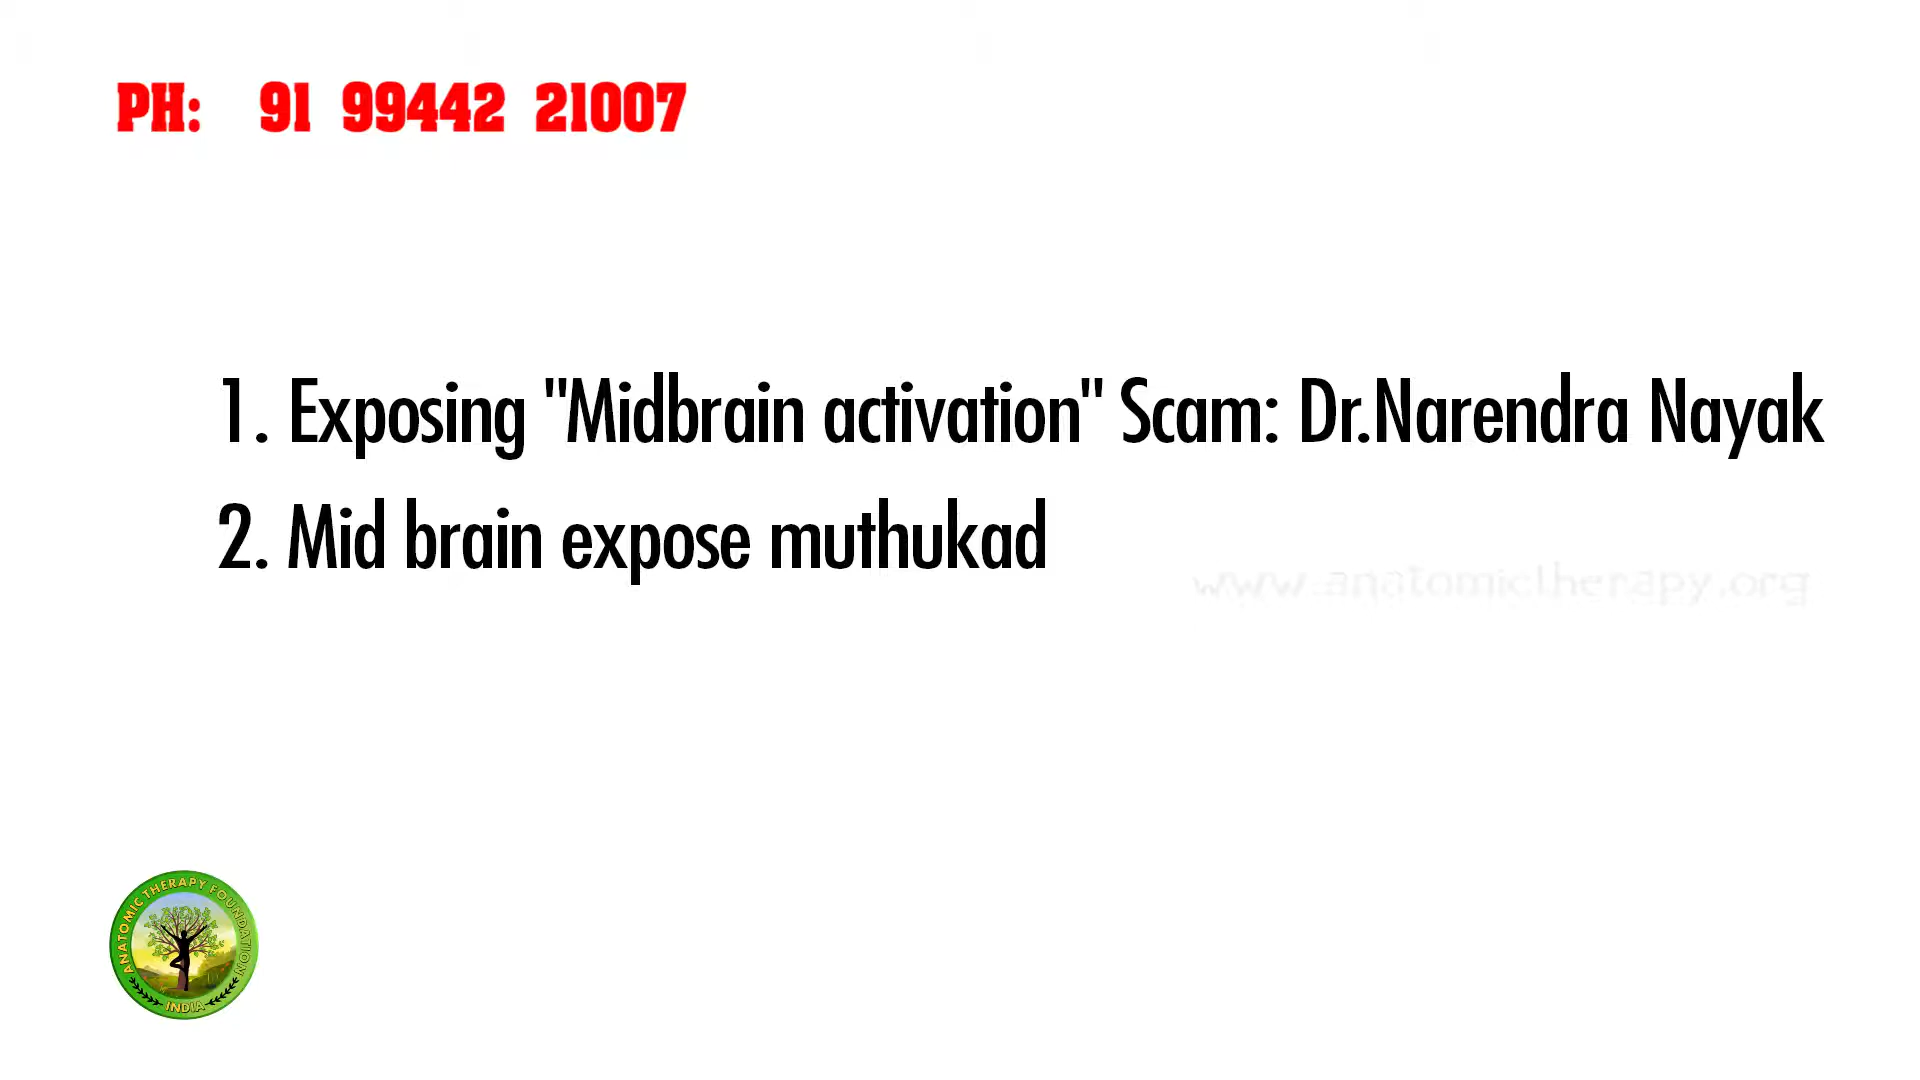 PH: 91 99442 21007
1. Exposing "Midbrain activation" Scam: Dr.Narendra Nayak
2. Mid brain expose muthukad
www.anatomictherapy.org
ANATOMIC THERAPY FOUNDATION
INDIA